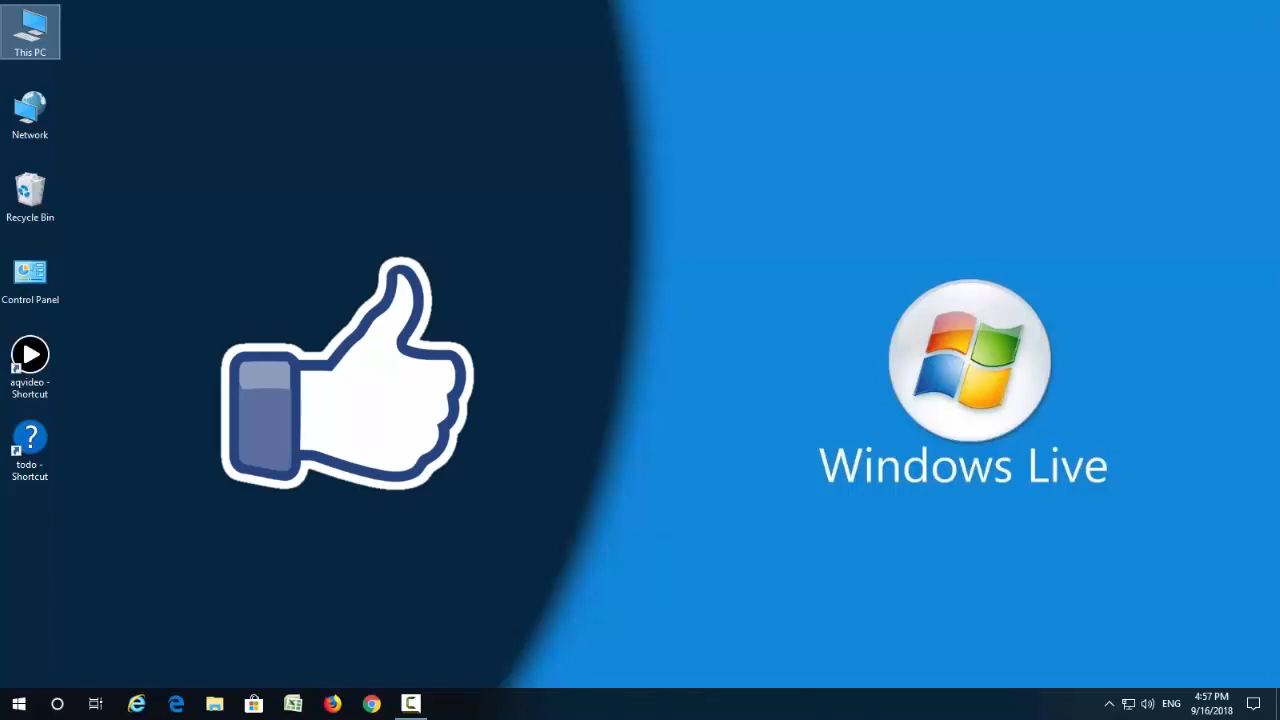 This PC
Network
Recycle Bin
Control Panel
aqvideo -
Shortcut
todo -
Shortcut
Windows Live
ENG
4:57 PM
9/16/2018